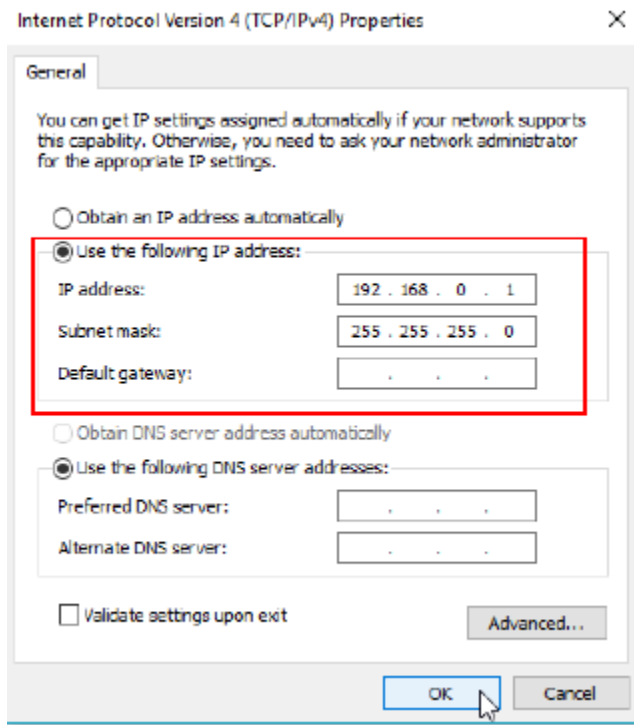 Internet Protocol Version 4 (TCP/IPv4) Properties
General
You can get IP settings assigned automatically if your network supports
this capability. Otherwise, you need to ask your network administrator
for the appropriate IP settings.
Obtain an IP address automatically
Use the following IP address:
IP address: 192 . 168 . 0 . 1
Subnet mask: 255 . 255 . 255 . 0
Default gateway: . . .
Obtain DNS server address automatically
Use the following DNS server addresses:
Preferred DNS server: . . .
Alternate DNS server: . . .
Validate settings upon exit
Advanced...
OK Cancel